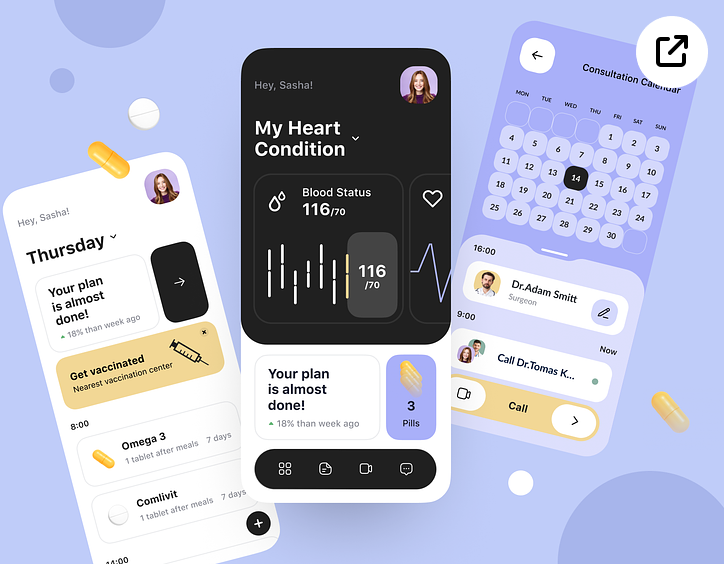 Hey, Sasha!
Thursday
Your plan
is almost
done!
18% than week ago
Get vaccinated
Nearest vaccination center
8:00
Omega 3
1 tablet after meals 7 days
Comlivit
1 tablet after meals 7 days
14:00
Hey, Sasha!
My Heart
Condition
Blood Status
116/70
116
/70
Your plan
is almost
done!
18% than week ago
3
Pills
Consultation Calendar
MON TUE WED THU FRI SAT SUN
1 2 3
4 5 6 7 8 9 10
11 12 13 14 15 16 17
18 19 20 21 22 23 24
25 26 27 28 29 30
16:00
Dr.Adam Smitt
Surgeon
9:00
Now
Call Dr.Tomas K...
Call